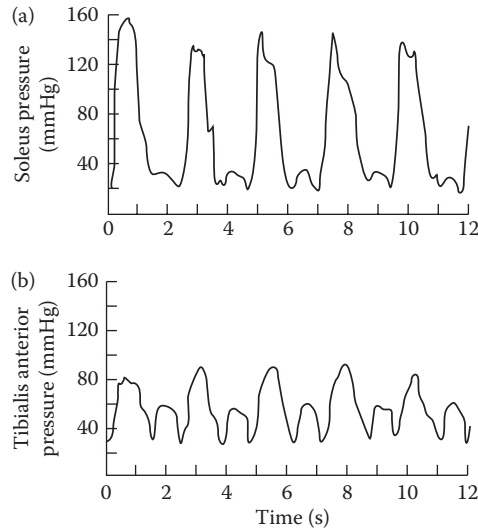 (a)
160
120
80
40
Soleus pressure
(mmHg)
0 2 4 6 8 10 12
(b)
160
120
80
40
Tibialis anterior
pressure (mmHg)
0 2 4 6 8 10 12
Time (s)